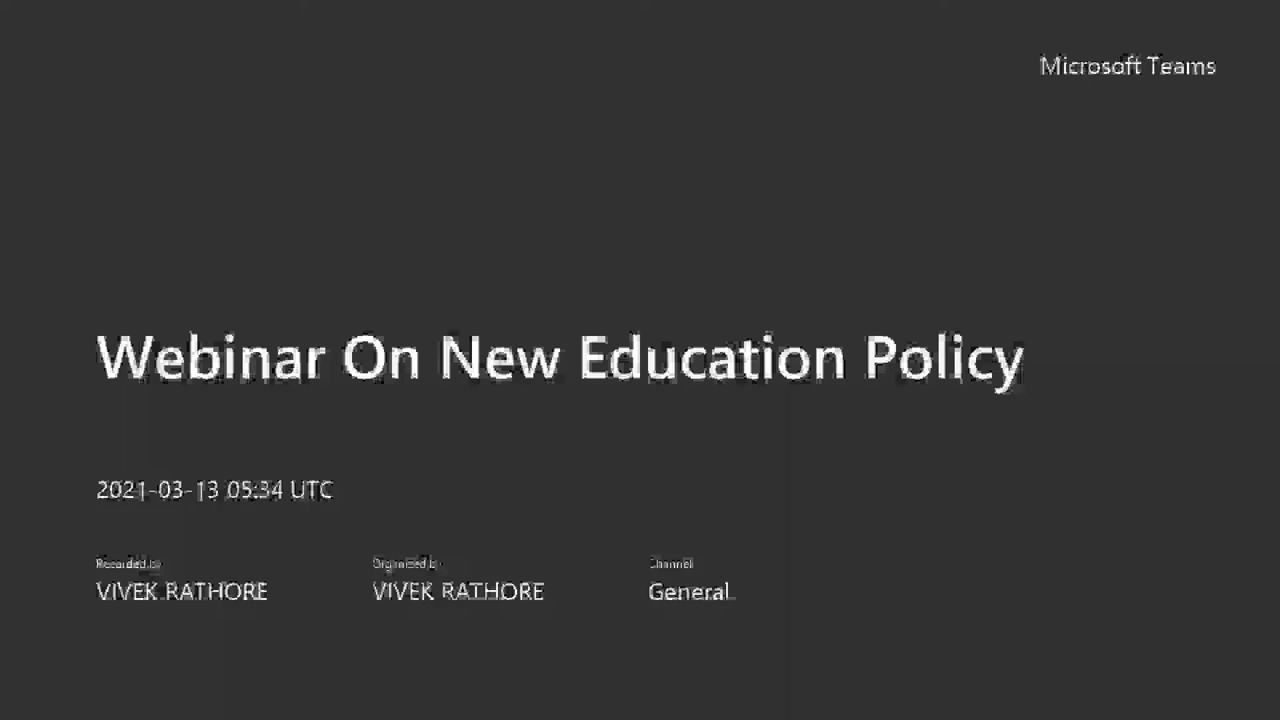 Microsoft Teams
Webinar On New Education Policy
2021-03-13 05:34 UTC
Recorded by Organized by Channel
VIVEK RATHORE VIVEK RATHORE General